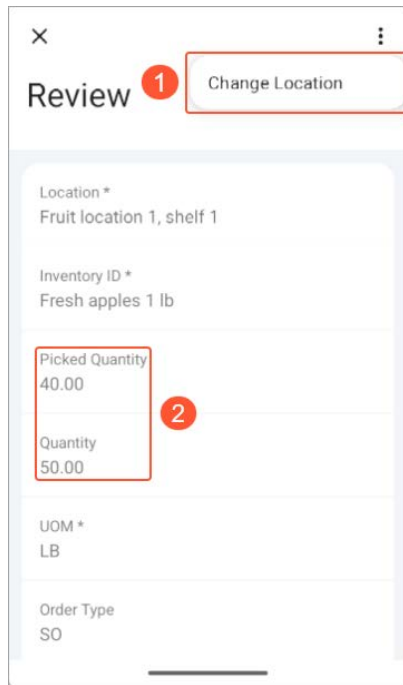 Review
1
Change Location
Location *
Fruit location 1, shelf 1
Inventory ID *
Fresh apples 1 lb
Picked Quantity
40.00
2
Quantity
50.00
UOM *
LB
Order Type
SO